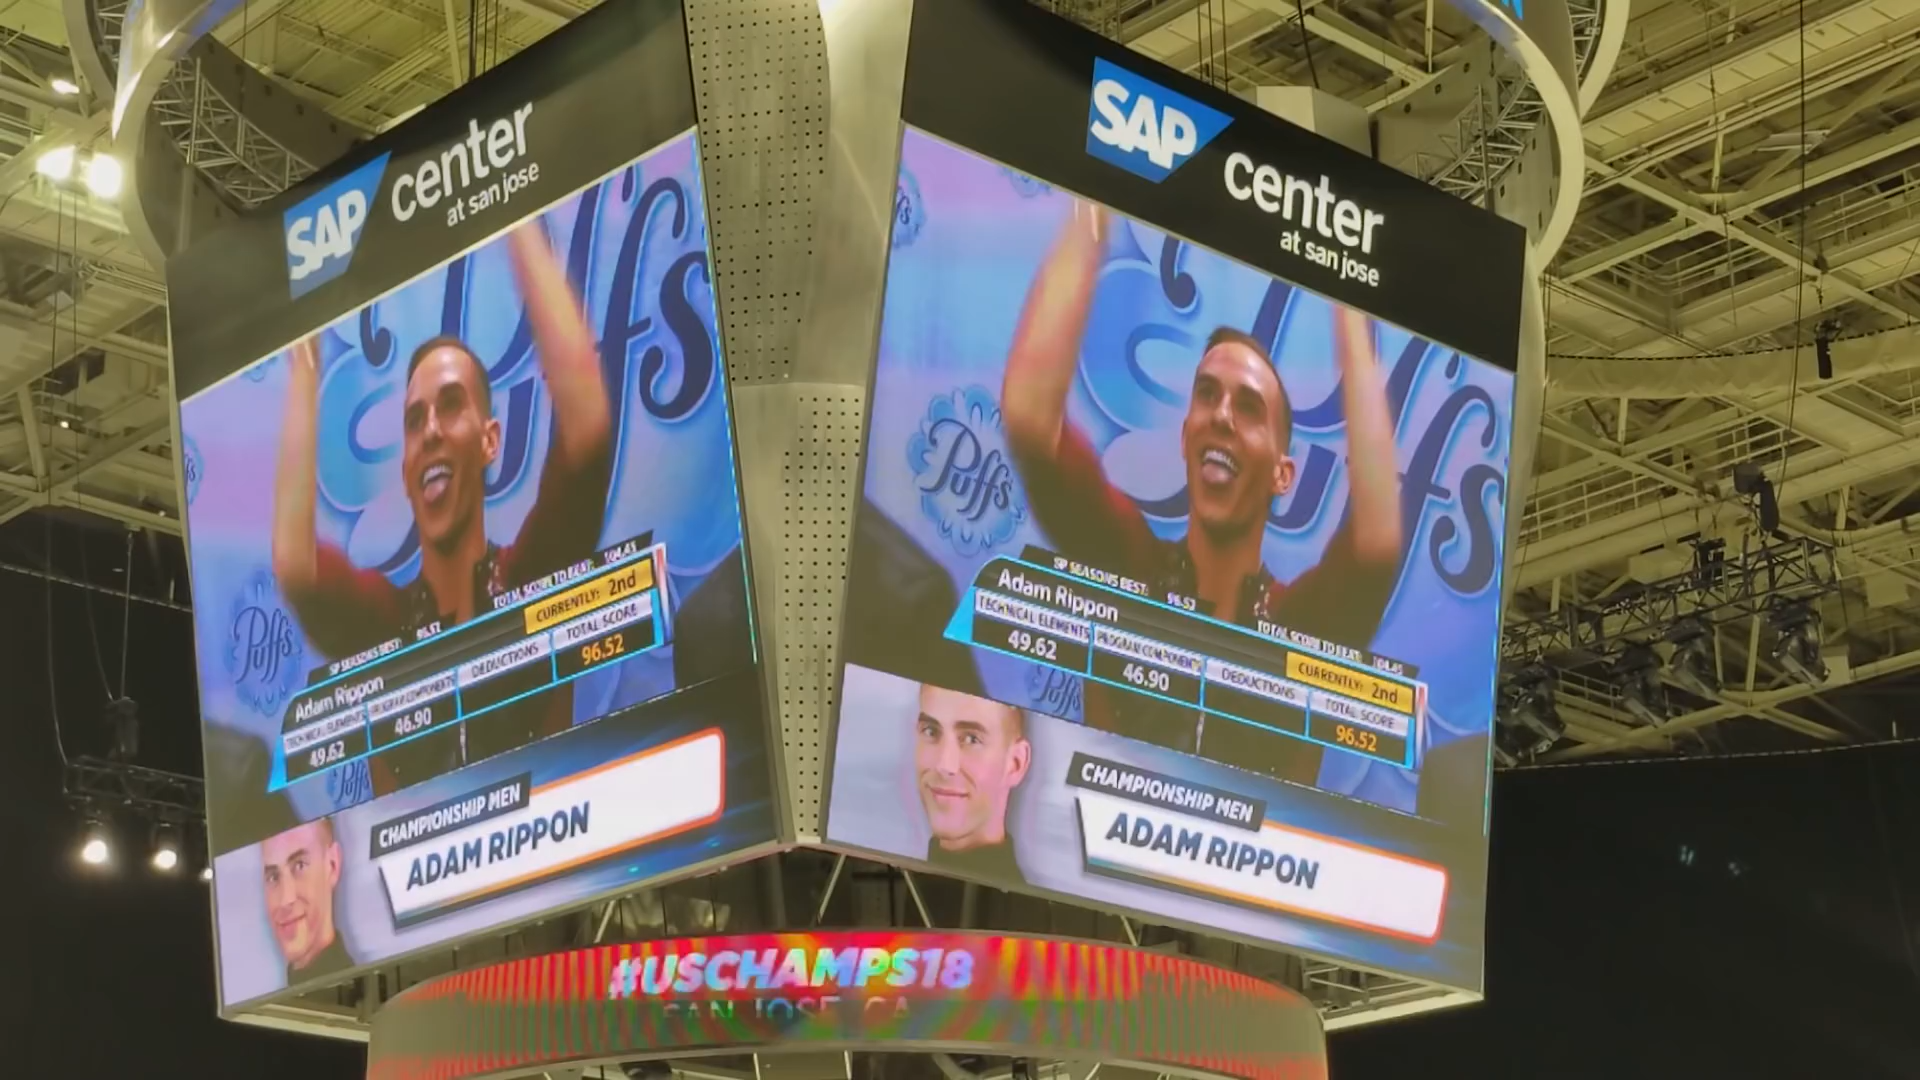 SAP center
at san jose
Puffs
Puffs
TOTAL SCORE TO BEAT: 104.45
SP SEASONS BEST: 96.52
CURRENTLY: 2nd
Adam Rippon
TECHNICAL ELEMENTS PROGRAM COMPONENTS DEDUCTIONS TOTAL SCORE
49.62 46.90 96.52
Puffs
CHAMPIONSHIP MEN
ADAM RIPPON
SAP center
at san jose
Puffs
Puffs
SP SEASONS BEST: 96.52
TOTAL SCORE TO BEAT: 104.45
Adam Rippon
CURRENTLY: 2nd
TECHNICAL ELEMENTS PROGRAM COMPONENTS DEDUCTIONS TOTAL SCORE
49.62 46.90 96.52
Puffs
CHAMPIONSHIP MEN
ADAM RIPPON
#USCHAMPS18
SAN JOSE, CA